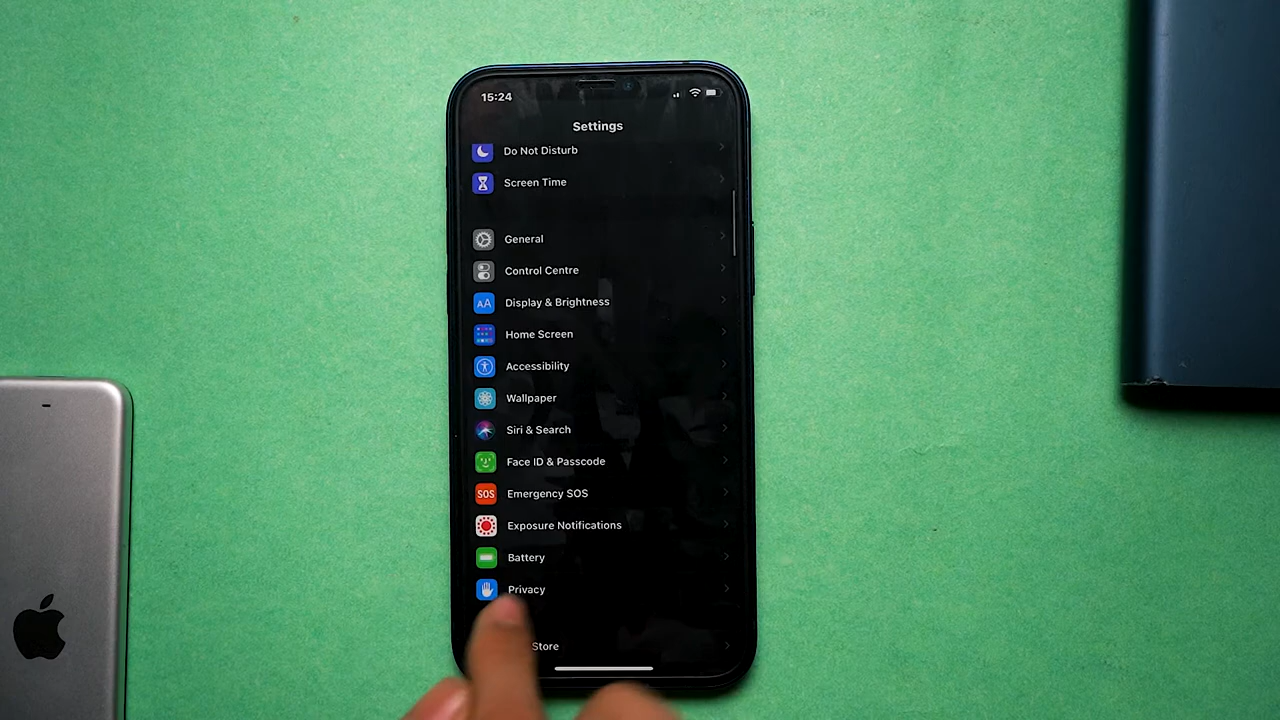 15:24
Settings
Do Not Disturb
Screen Time
General
Control Centre
AA Display & Brightness
Home Screen
Accessibility
Wallpaper
Siri & Search
Face ID & Passcode
SOS Emergency SOS
Exposure Notifications
Battery
Privacy
Store